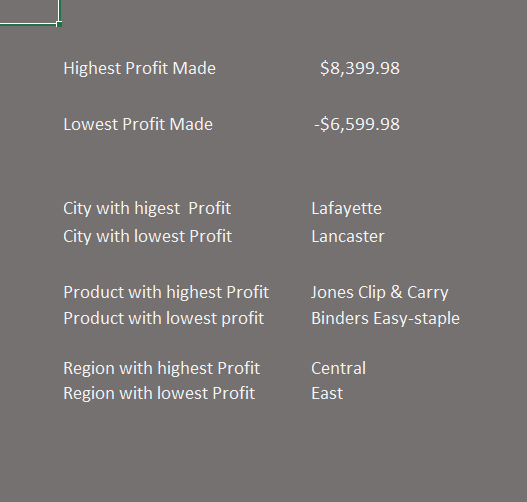 Highest Profit Made $8,399.98
Lowest Profit Made -$6,599.98
City with higest  Profit Lafayette
City with lowest Profit Lancaster
Product with highest Profit Jones Clip & Carry
Product with lowest profit Binders Easy-staple
Region with highest Profit Central
Region with lowest Profit East